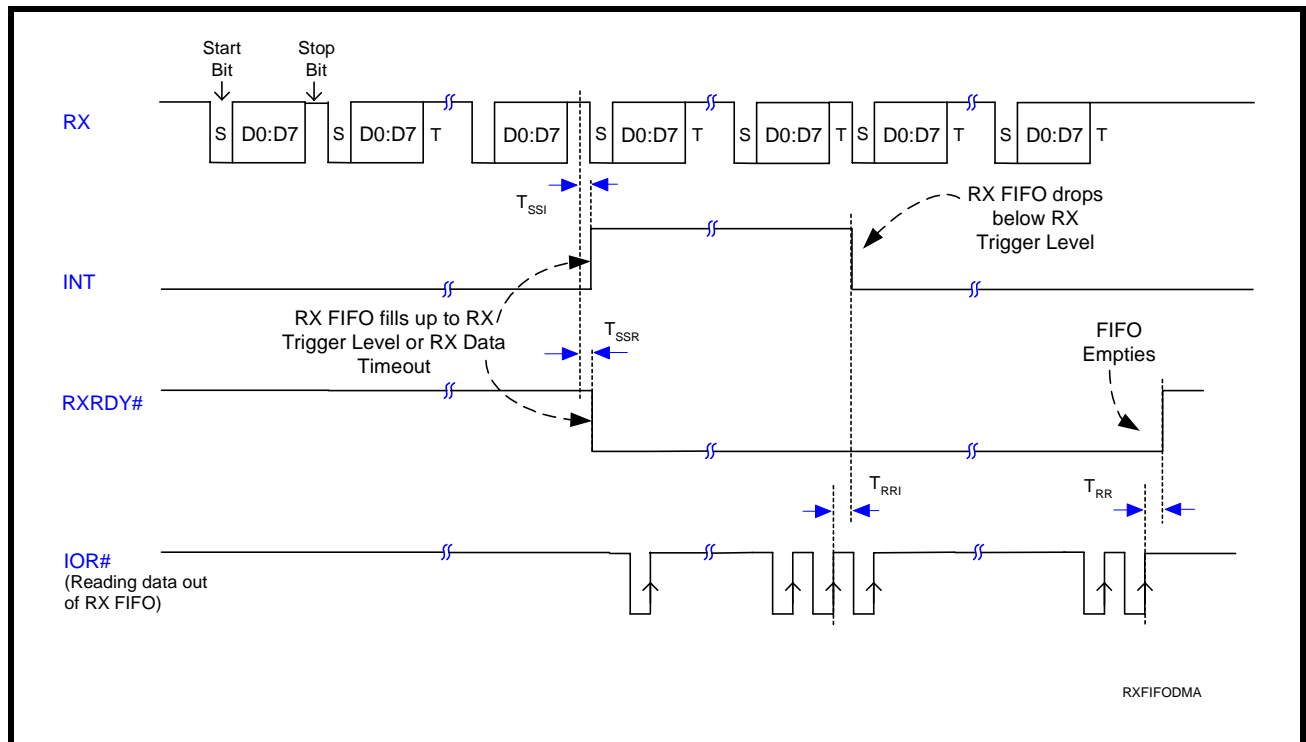 Start
Bit
Stop
Bit
RX
S D0:D7 S D0:D7 T D0:D7 S D0:D7 T S D0:D7 T S D0:D7 T S D0:D7 T
TSSI
RX FIFO drops
below RX
Trigger Level
INT
RX FIFO fills up to RX
Trigger Level or RX Data
Timeout
TSSR
FIFO
Empties
RXRDY#
TRRI
TRR
IOR#
(Reading data out
of RX FIFO)
RXFIFODMA